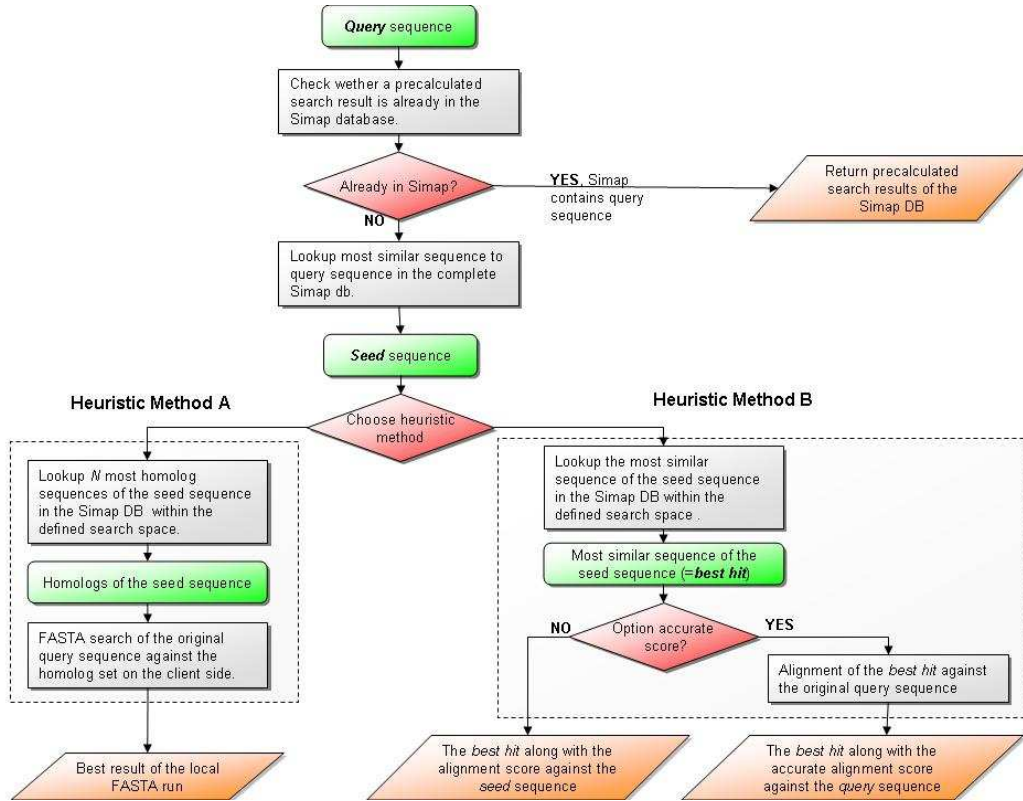 Query sequence
Check wether a precalculated
search result is already in the
Simap database.
Already in Simap?
YES, Simap
contains query
sequence
Return precalculated
search results of the
Simap DB
NO
Lookup most similar sequence to
query sequence in the complete
Simap db.
Seed sequence
Choose heuristic
method
Heuristic Method A
Lookup N most homolog
sequences of the seed sequence
in the Simap DB within the
defined search space.
Homologs of the seed sequence
FASTA search of the original
query sequence against the
homolog set on the client side.
Best result of the local
FASTA run
Heuristic Method B
Lookup the most similar
sequence of the seed sequence
in the Simap DB within the
defined search space .
Most similar sequence of the
seed sequence (=best hit)
Option accurate
score?
NO
YES
Alignment of the best hit against
the original query sequence
The best hit along with the
alignment score against the
seed sequence
The best hit along with the
accurate alignment score
against the query sequence